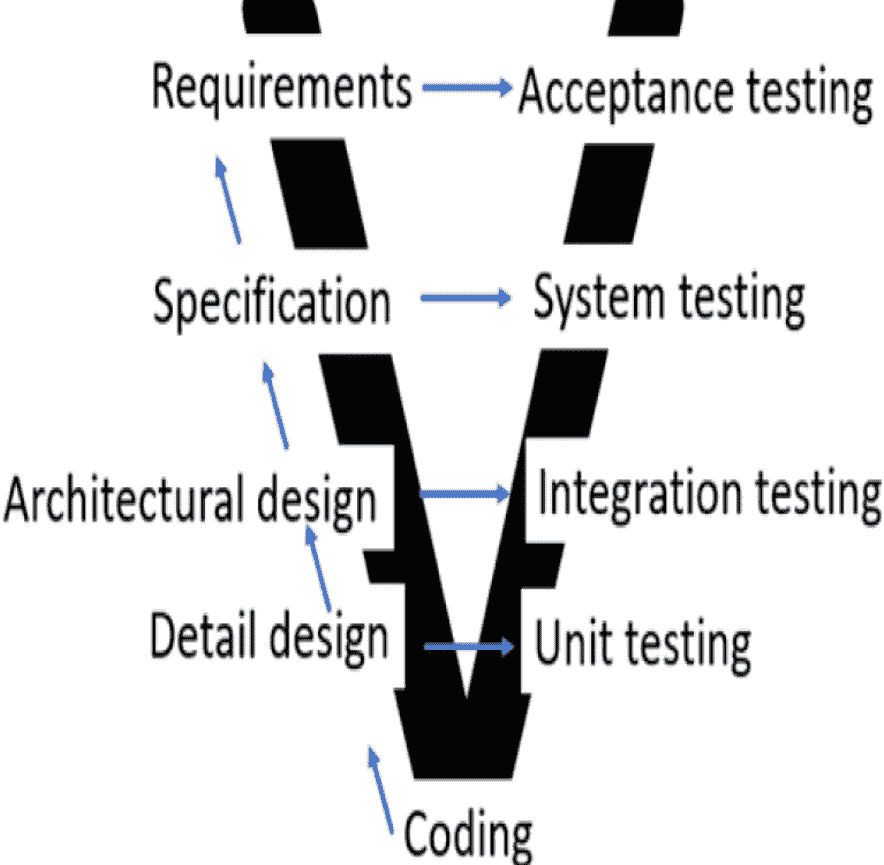 Requirements
Acceptance testing
Specification
System testing
Architectural design
Integration testing
Detail design
Unit testing
Coding